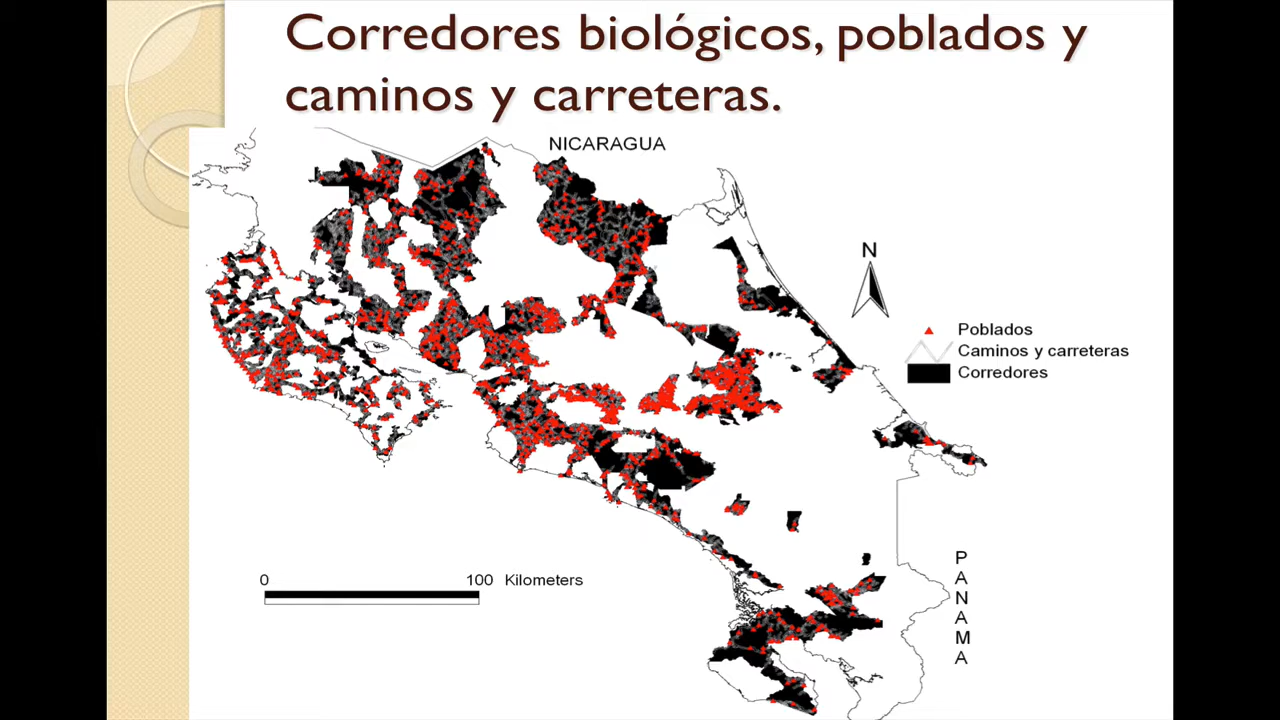 Corredores biológicos, poblados y
caminos y carreteras.
NICARAGUA
N
Poblados
Caminos y carreteras
Corredores
0 100 Kilometers
P
A
N
A
M
A